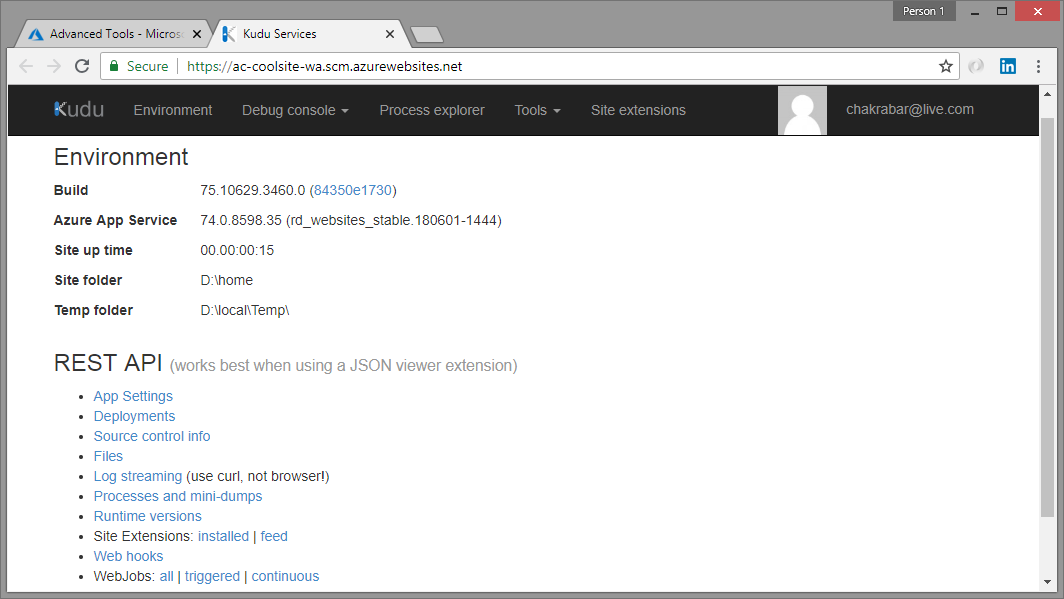 Person 1
Advanced Tools - Micros
Kudu Services
Secure https://ac-coolsite-wa.scm.azurewebsites.net
Kudu Environment Debug console Process explorer Tools Site extensions chakrabar@live.com
Environment
Build 75.10629.3460.0 (84350e1730)
Azure App Service 74.0.8598.35 (rd_websites_stable.180601-1444)
Site up time 00.00:00:15
Site folder D:\home
Temp folder D:\local\Temp\
REST API (works best when using a JSON viewer extension)
• App Settings
• Deployments
• Source control info
• Files
• Log streaming (use curl, not browser!)
• Processes and mini-dumps
• Runtime versions
• Site Extensions: installed | feed
• Web hooks
• WebJobs: all | triggered | continuous